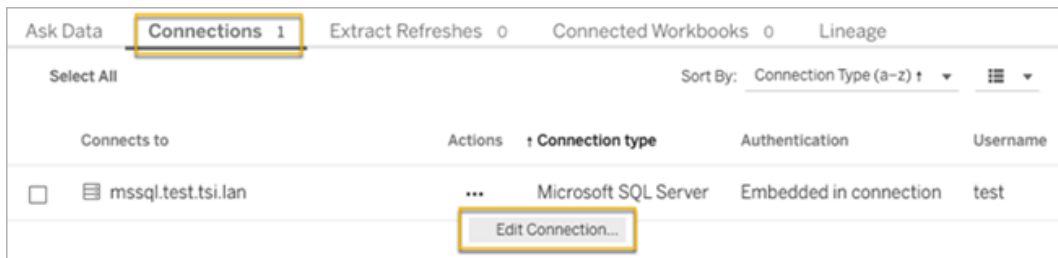 Ask Data Connections 1 Extract Refreshes 0 Connected Workbooks 0 Lineage
Select All Sort By: Connection Type (a–z) ↑
Connects to Actions ↑ Connection type Authentication Username
mssql.test.tsi.lan ... Microsoft SQL Server Embedded in connection test
Edit Connection...